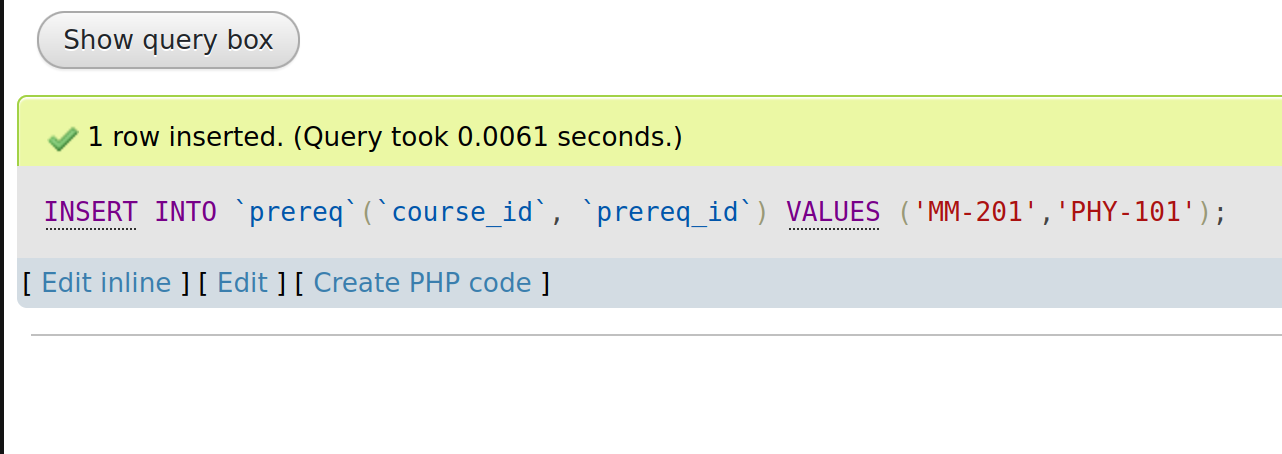 Show query box
1 row inserted. (Query took 0.0061 seconds.)
INSERT INTO `prereq`(`course_id`, `prereq_id`) VALUES ('MM-201','PHY-101');
[ Edit inline ] [ Edit ] [ Create PHP code ]